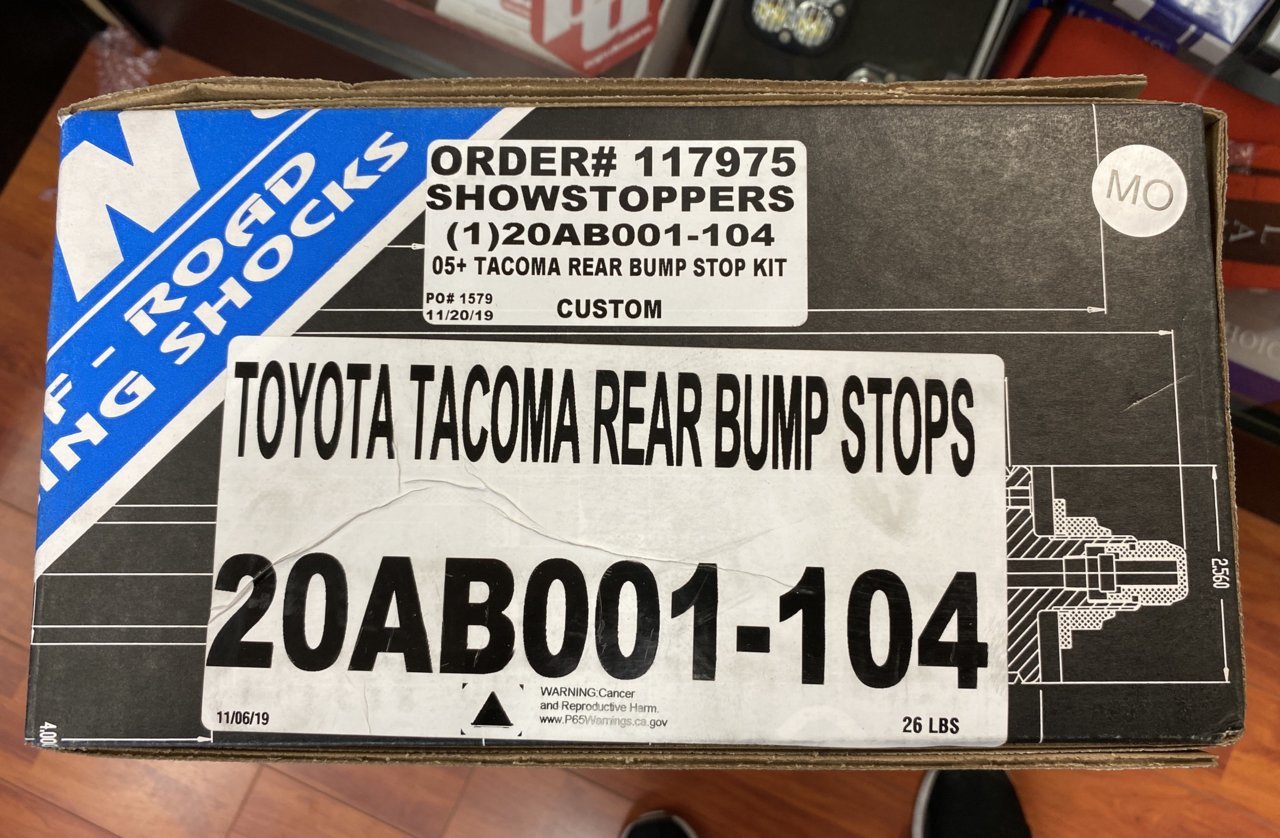 ORDER# 117975
SHOWSTOPPERS
(1)20AB001-104
05+ TACOMA REAR BUMP STOP KIT
PO# 1579
11/20/19
CUSTOM
MO
ROAD
SHOCKS
TOYOTA TACOMA REAR BUMP STOPS
20AB001-104
11/06/19
WARNING:Cancer
and Reproductive Harm.
www.P65Warnings.ca.gov
26 LBS
2.560